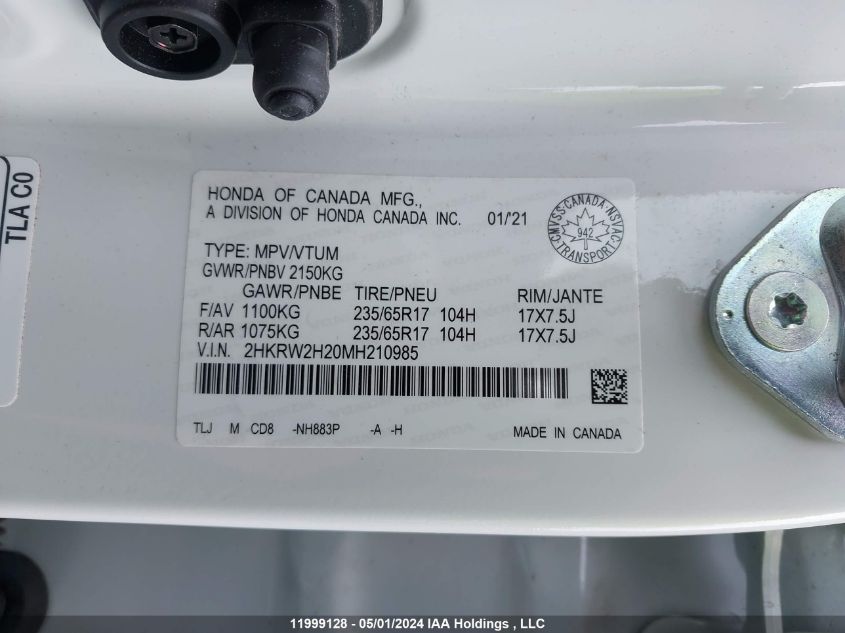 TLA C0
HONDA OF CANADA MFG.,
A DIVISION OF HONDA CANADA INC. 01/'21
CMVSS·CANADA·NSVAC·TRANSPORT·
942
TYPE: MPV/VTUM
GVWR/PNBV 2150KG
GAWR/PNBE TIRE/PNEU RIM/JANTE
F/AV 1100KG 235/65R17 104H 17X7.5J
R/AR 1075KG 235/65R17 104H 17X7.5J
V.I.N. 2HKRW2H20MH210985
TLJ M CD8 -NH883P -A -H MADE IN CANADA
11999128 - 05/01/2024 IAA Holdings , LLC